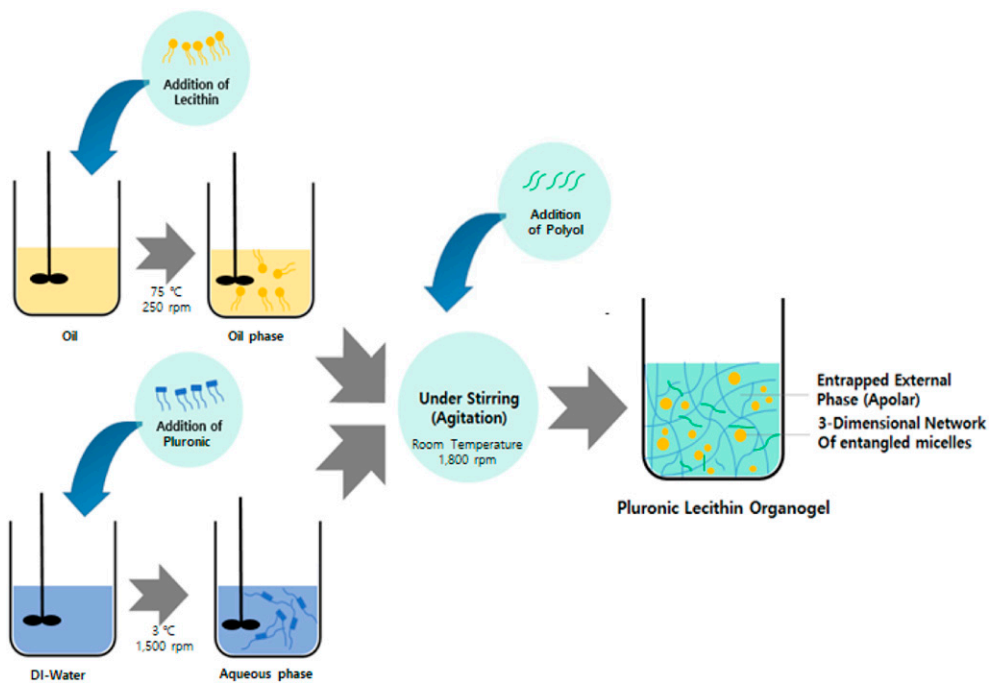 Addition of
Lecithin
75 ℃
250 rpm
Oil
Oil phase
Addition of
Pluronic
3 ℃
1,500 rpm
DI-Water
Aqueous phase
Addition
of Polyol
Under Stirring
(Agitation)
Room Temperature
1,800 rpm
Entrapped External
Phase (Apolar)
3-Dimensional Network
Of entangled micelles
Pluronic Lecithin Organogel